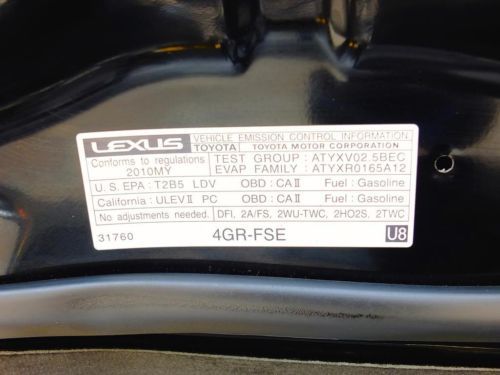 LEXUS VEHICLE EMISSION CONTROL INFORMATION
TOYOTA TOYOTA MOTOR CORPORATION
Conforms to regulations TEST GROUP : ATYXV02.5BEC
2010MY EVAP FAMILY : ATYXR0165A12
U.S. EPA : T2B5 LDV OBD : CAⅡ Fuel : Gasoline
California : ULEVⅡ PC OBD : CAⅡ Fuel : Gasoline
No adjustments needed. DFI, 2A/FS, 2WU-TWC, 2HO2S, 2TWC
31760 4GR-FSE U8